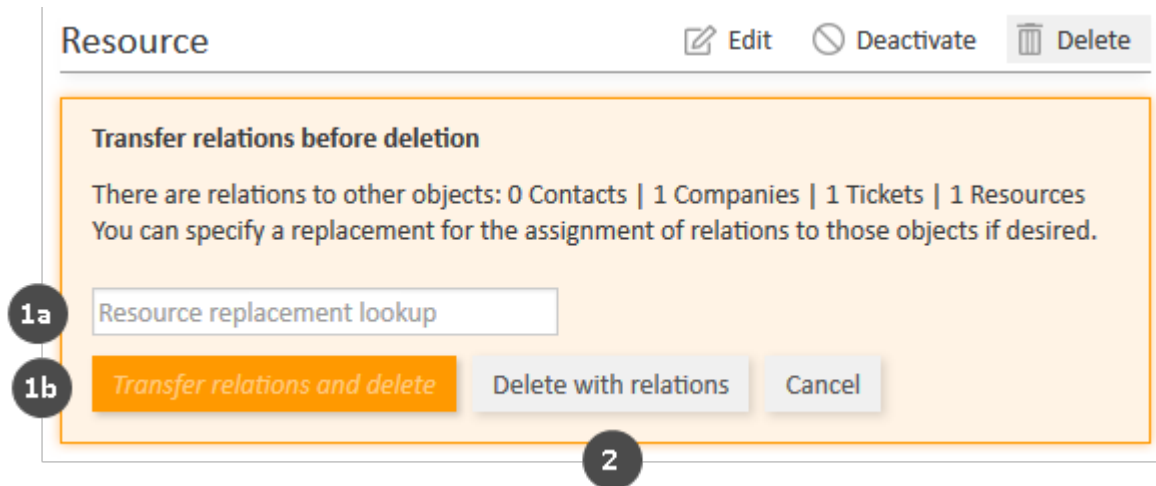 Resource Edit Deactivate Delete
Transfer relations before deletion
There are relations to other objects: 0 Contacts | 1 Companies | 1 Tickets | 1 Resources
You can specify a replacement for the assignment of relations to those objects if desired.
1a Resource replacement lookup
1b Transfer relations and delete Delete with relations Cancel
2